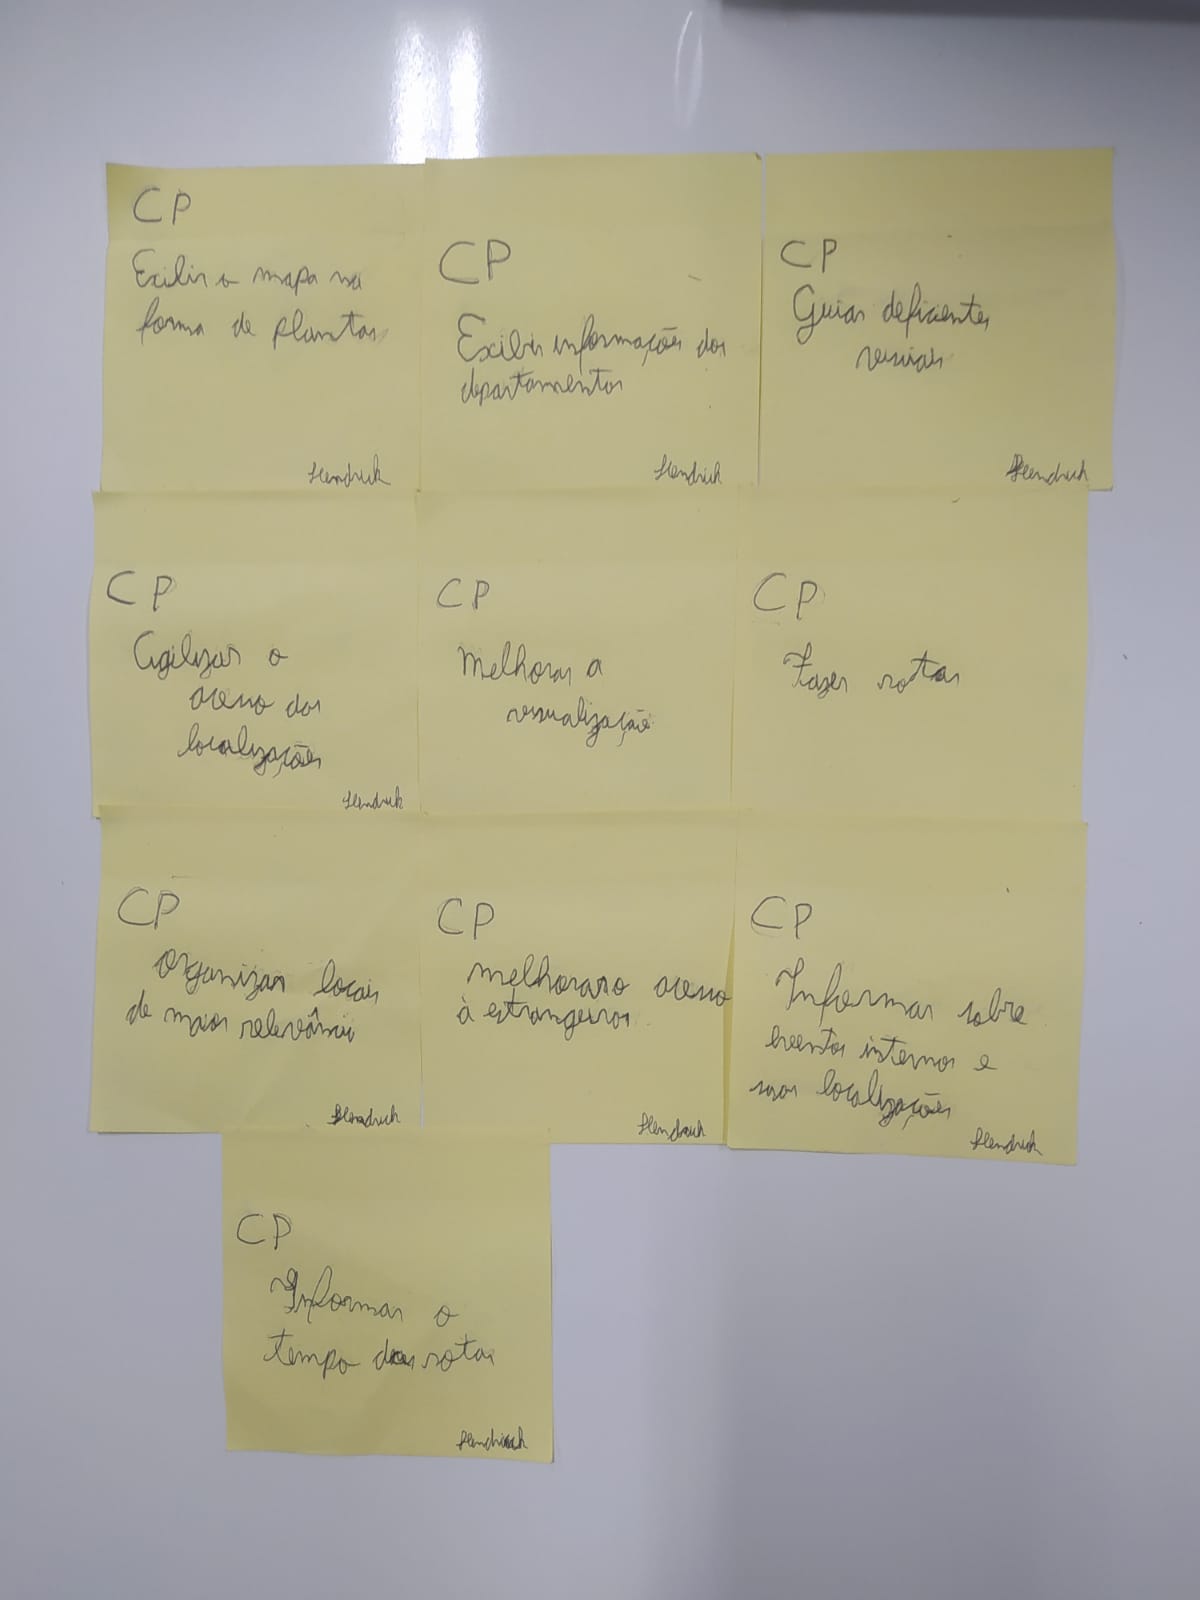 CP
Exibir o mapa na
forma de plantas
Hendrick
CP
Exibir informações dos
departamentos
Hendrick
CP
Guiar deficientes
visuais
Hendrick
CP
Agilizar o
acesso das
localizações
Hendrick
CP
Melhorar a
visualização
CP
Fazer rotas
CP
organizar locais
de maior relevância
Hendrick
CP
melhorar o acesso
à estrangeiros
Hendrick
CP
Informar sobre
eventos internos e
suas localizações
Hendrick
CP
Informar o
tempo das rotas
Hendrick